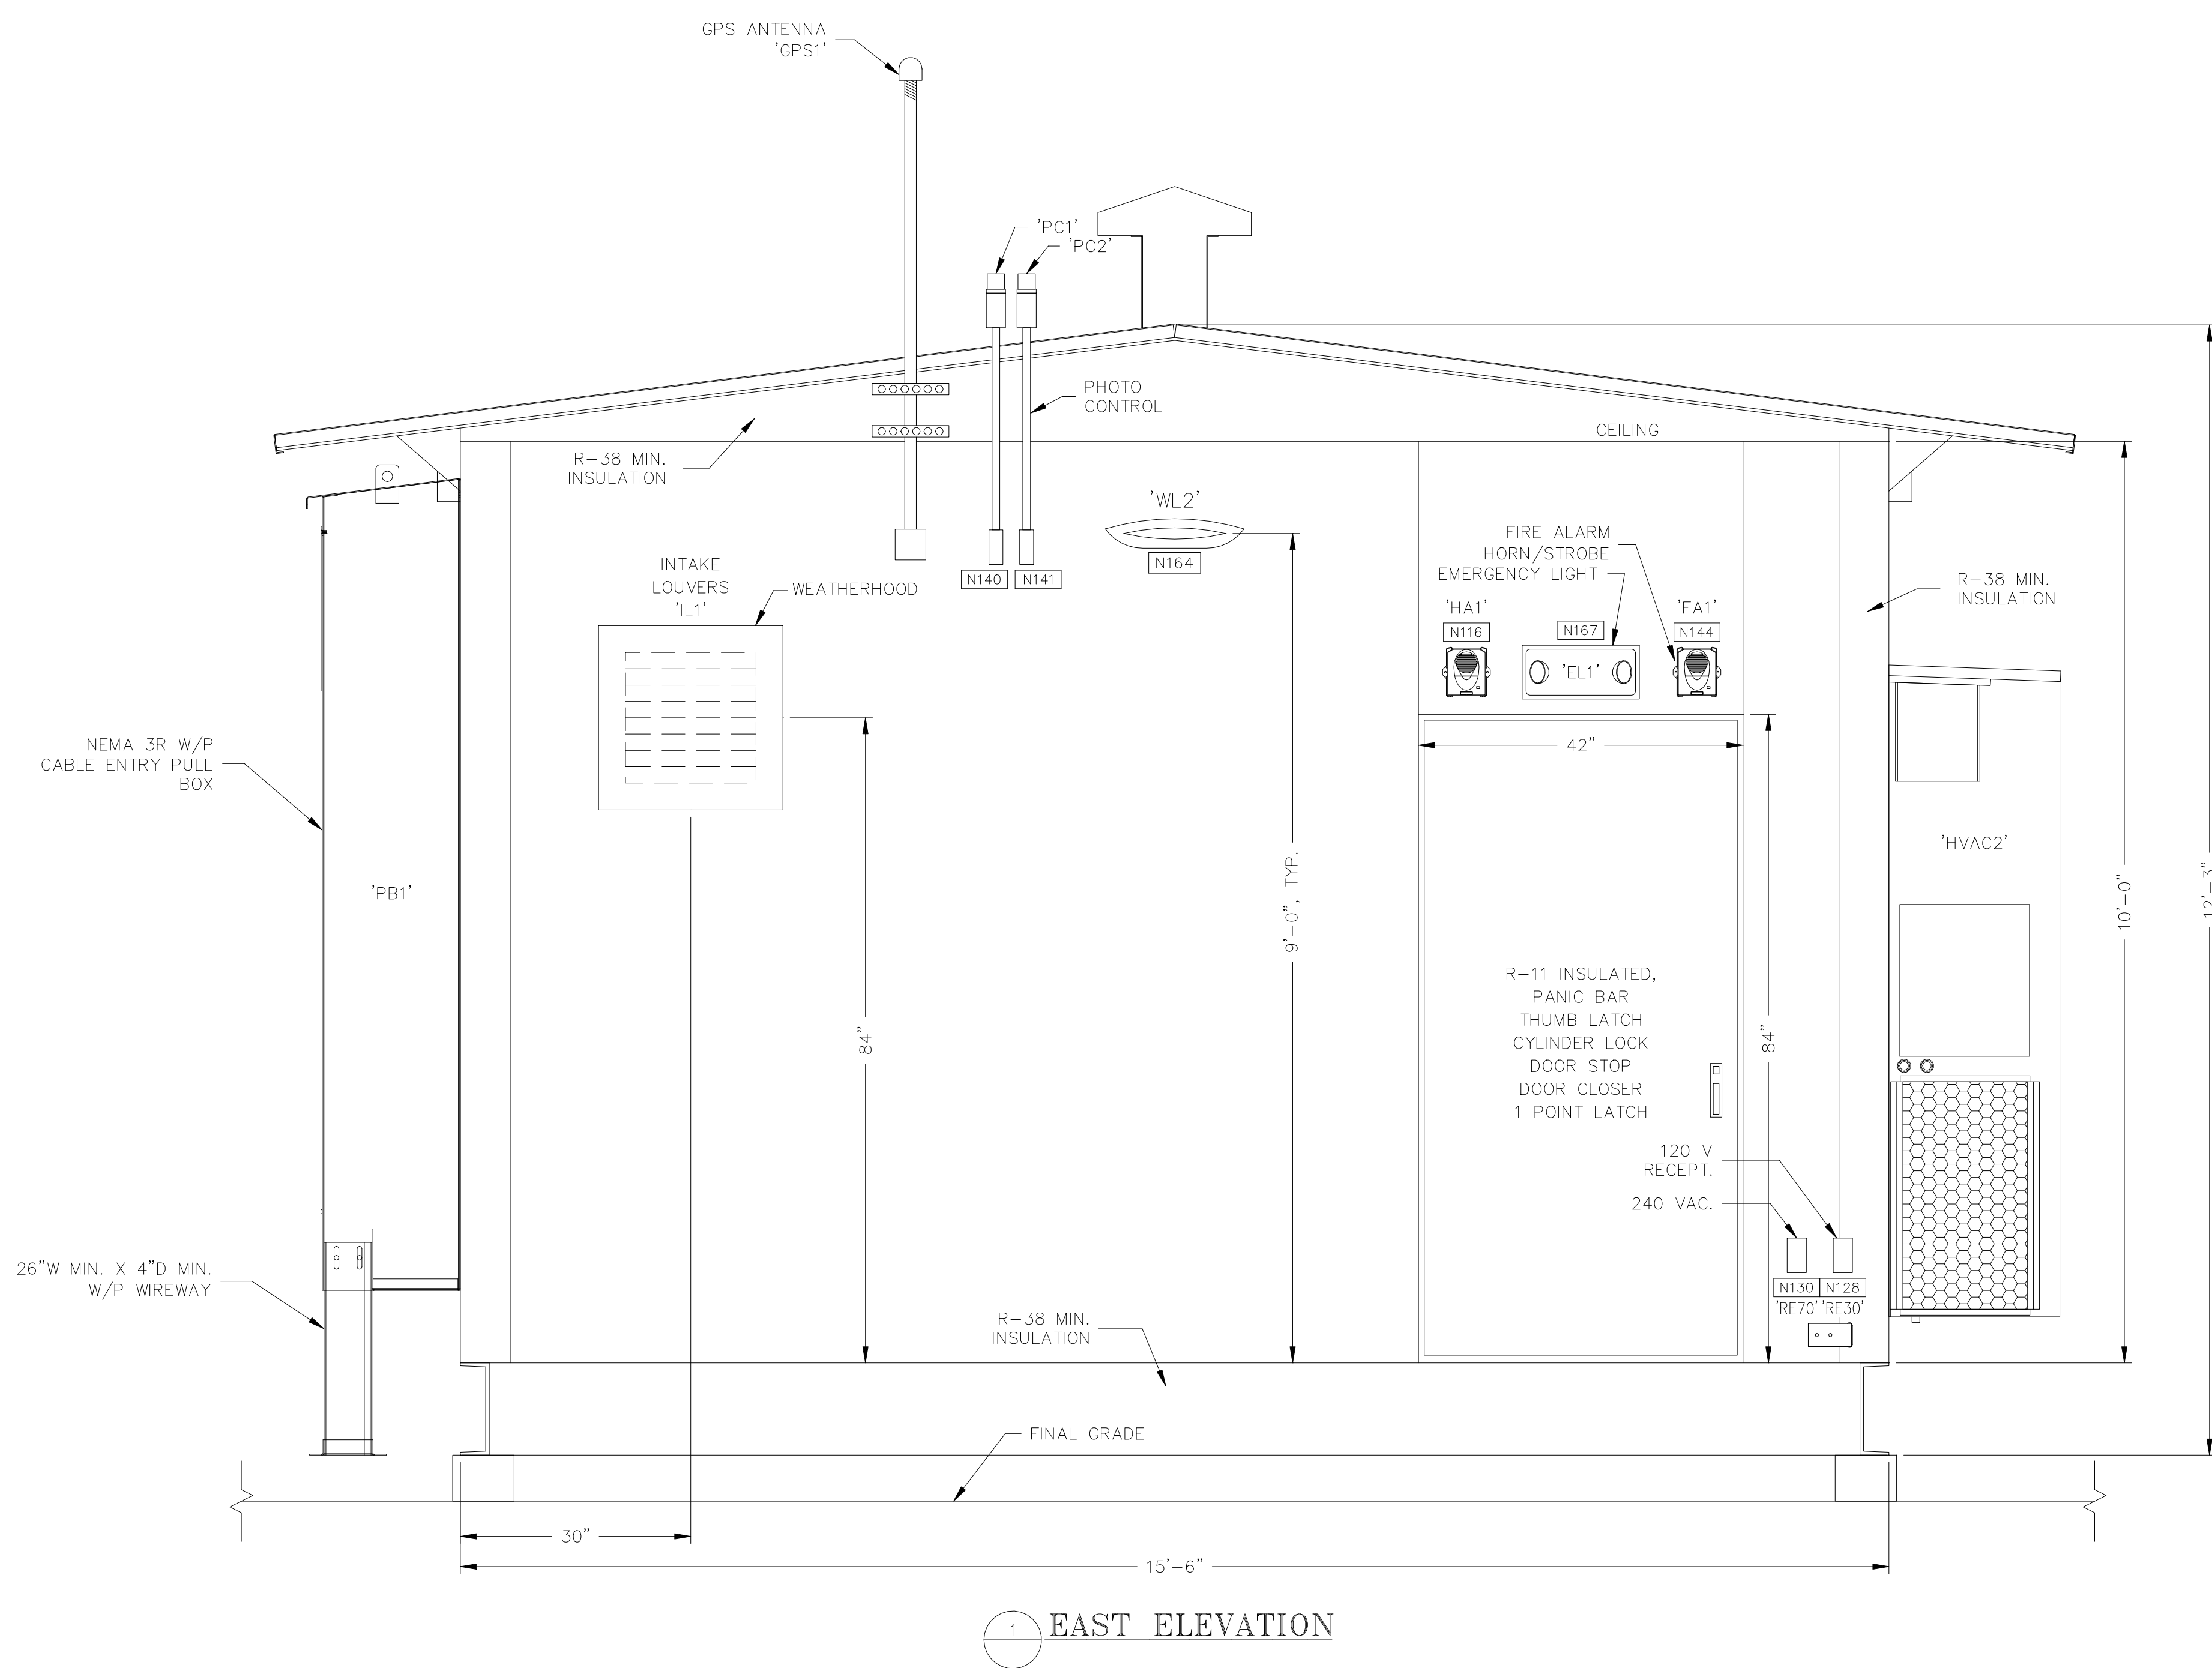 GPS ANTENNA
'GPS1'
'PC1'
'PC2'
PHOTO
CONTROL
CEILING
R-38 MIN.
INSULATION
'WL2'
N164
FIRE ALARM
HORN/STROBE
EMERGENCY LIGHT
INTAKE
LOUVERS
'IL1'
WEATHERHOOD
N140
N141
R-38 MIN.
INSULATION
'HA1'
N116
N167
'FA1'
N144
'EL1'
NEMA 3R W/P
CABLE ENTRY PULL
BOX
42"
'HVAC2'
'PB1'
9'-0", TYP.
10'-0"
12'-3"
R-11 INSULATED,
PANIC BAR
THUMB LATCH
CYLINDER LOCK
DOOR STOP
DOOR CLOSER
1 POINT LATCH
84"
84"
120 V
RECEPT.
240 VAC.
26"W MIN. X 4"D MIN.
W/P WIREWAY
N130
N128
'RE70'
'RE30'
R-38 MIN.
INSULATION
FINAL GRADE
30"
15'-6"
1
EAST ELEVATION